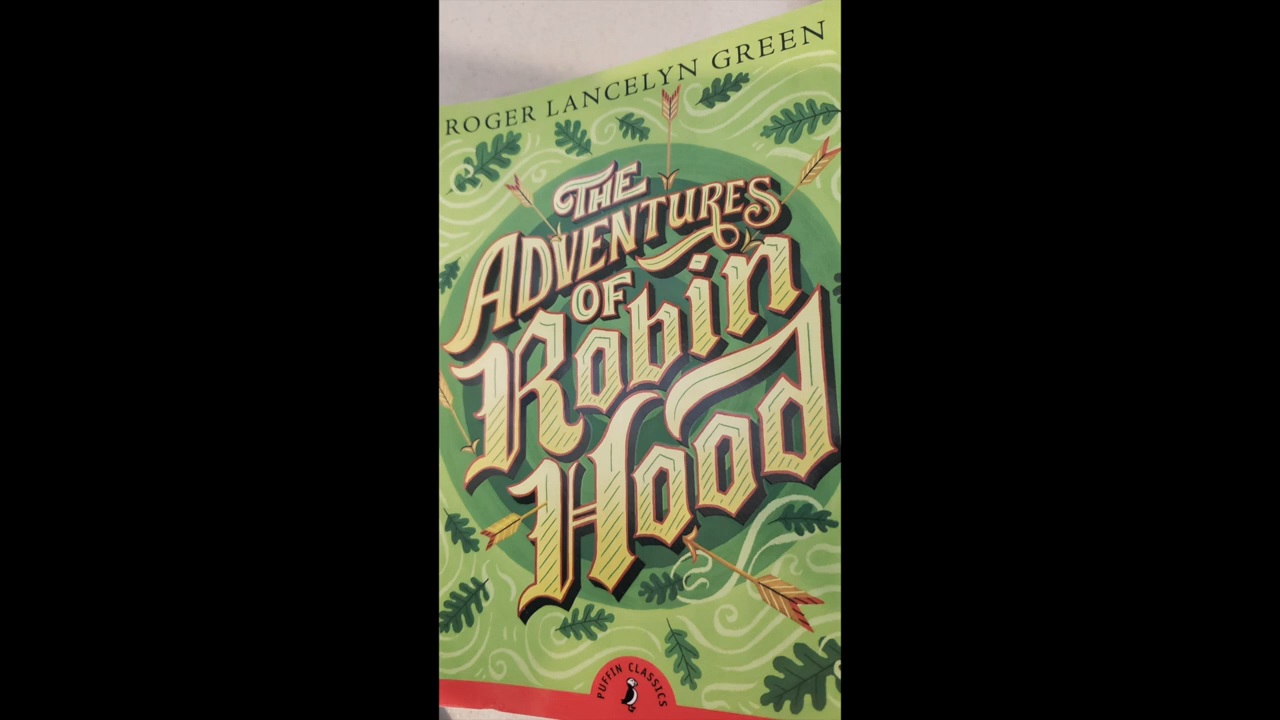 ROGER LANCELYN GREEN
THE
ADVENTURES
OF
Robin
Hood
PUFFIN CLASSICS